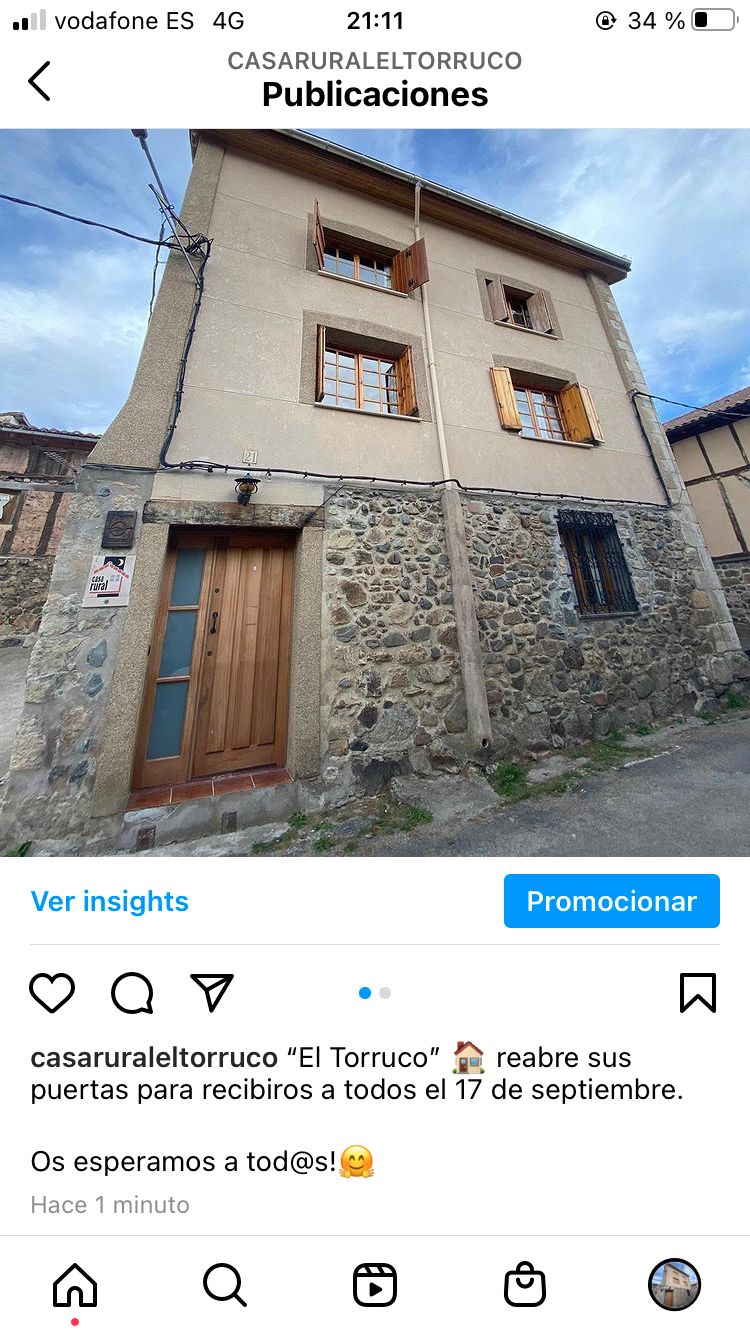 vodafone ES 4G 21:11 34 %
CASARURALELTORRUCO
Publicaciones
21
casa
rural
Ver insights
Promocionar
casaruraleltorruco “El Torruco” 🏠 reabre sus
puertas para recibiros a todos el 17 de septiembre.
Os esperamos a tod@s!🤗
Hace 1 minuto